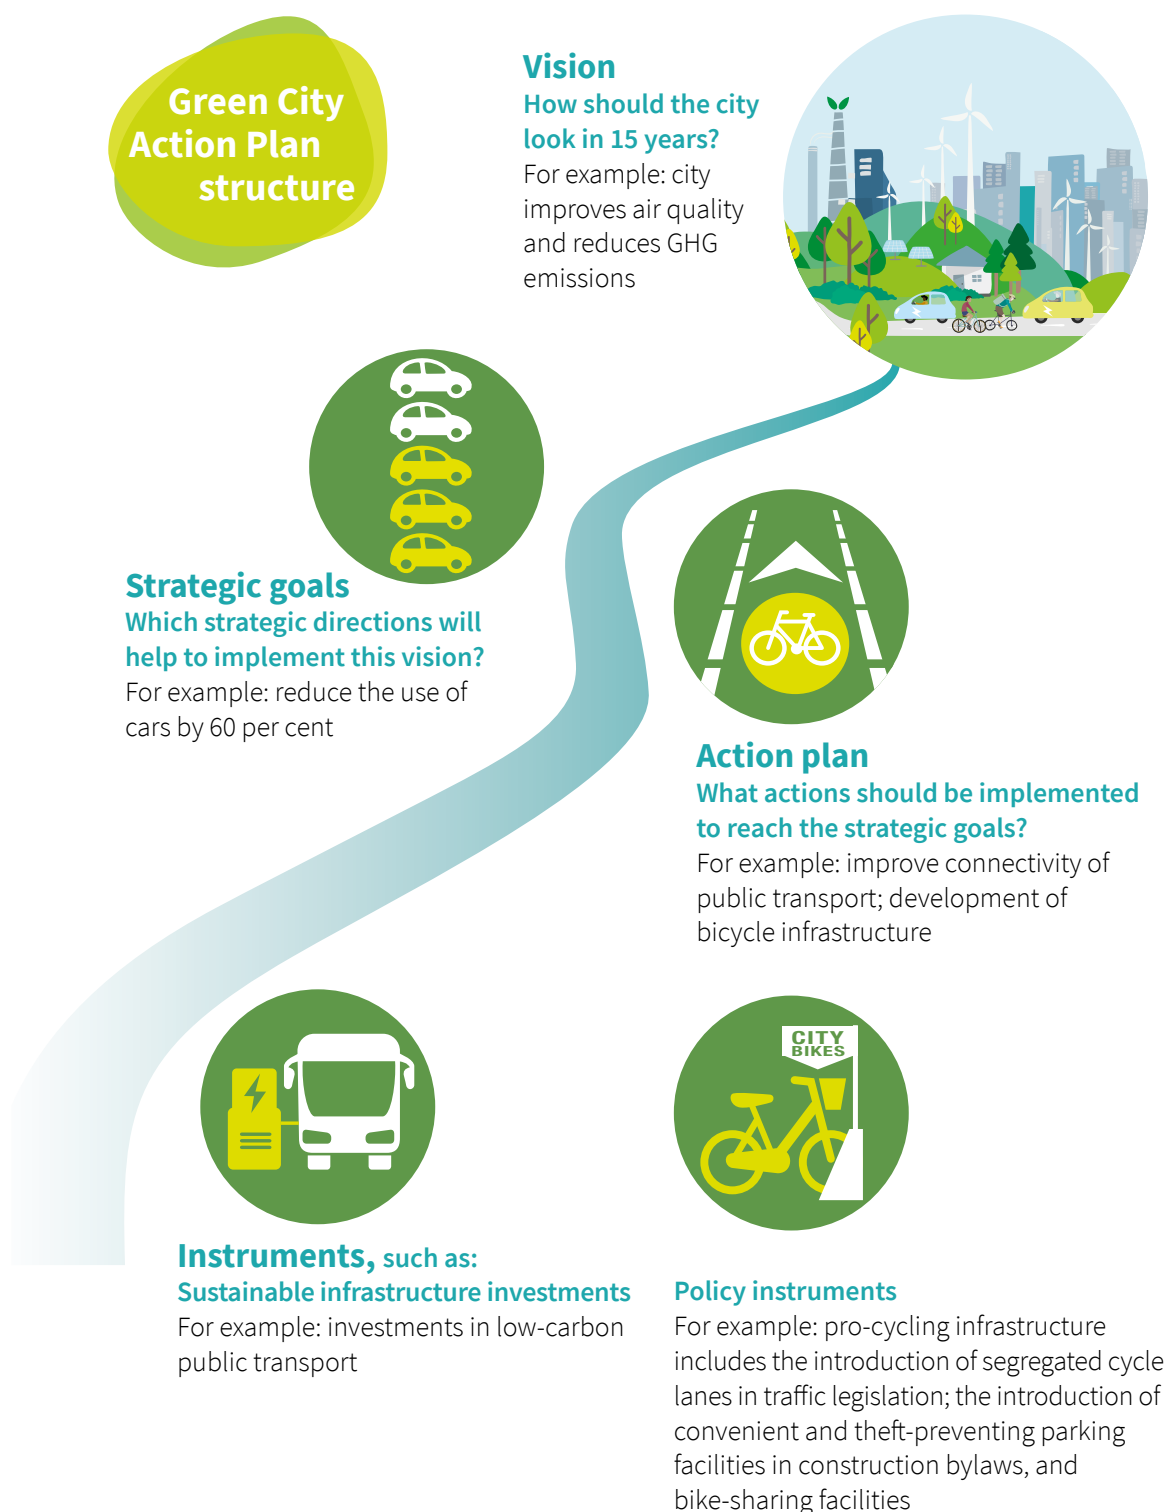 Green City
Action Plan
structure
Vision
How should the city
look in 15 years?
For example: city
improves air quality
and reduces GHG
emissions
Strategic goals
Which strategic directions will
help to implement this vision?
For example: reduce the use of
cars by 60 per cent
Action plan
What actions should be implemented
to reach the strategic goals?
For example: improve connectivity of
public transport; development of
bicycle infrastructure
CITY
BIKES
Instruments, such as:
Sustainable infrastructure investments
For example: investments in low-carbon
public transport
Policy instruments
For example: pro-cycling infrastructure
includes the introduction of segregated cycle
lanes in traffic legislation; the introduction of
convenient and theft-preventing parking
facilities in construction bylaws, and
bike-sharing facilities